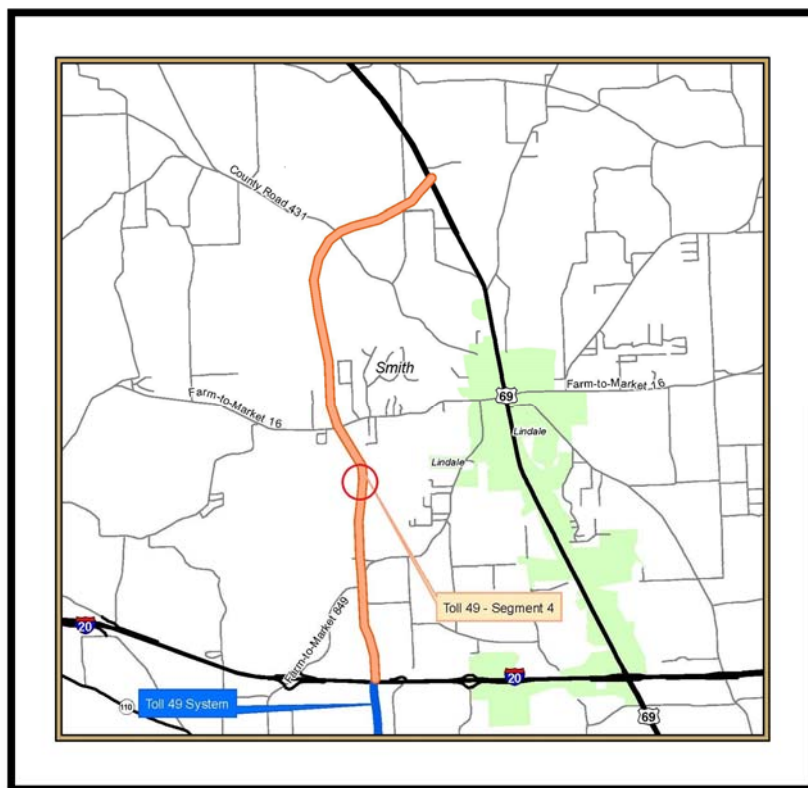 County Road 431
Smith
Farm-to-Market 16
69
Farm-to-Market 16
Lindale
Lindale
Toll 49 - Segment 4
20
Farm-to-Market 849
20
110
Toll 49 System
69